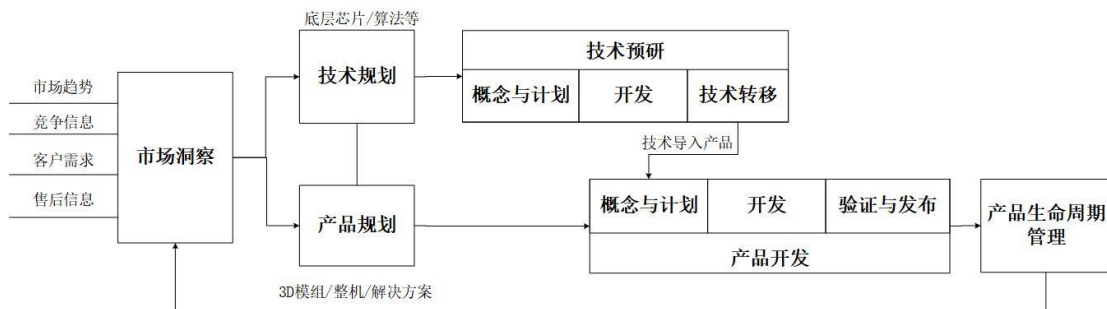 底层芯片/算法等
技术规划
技术预研
概念与计划
开发
技术转移
市场趋势
竞争信息
客户需求
售后信息
市场洞察
技术导入产品
产品规划
概念与计划
开发
验证与发布
产品开发
产品生命周期
管理
3D模组/整机/解决方案